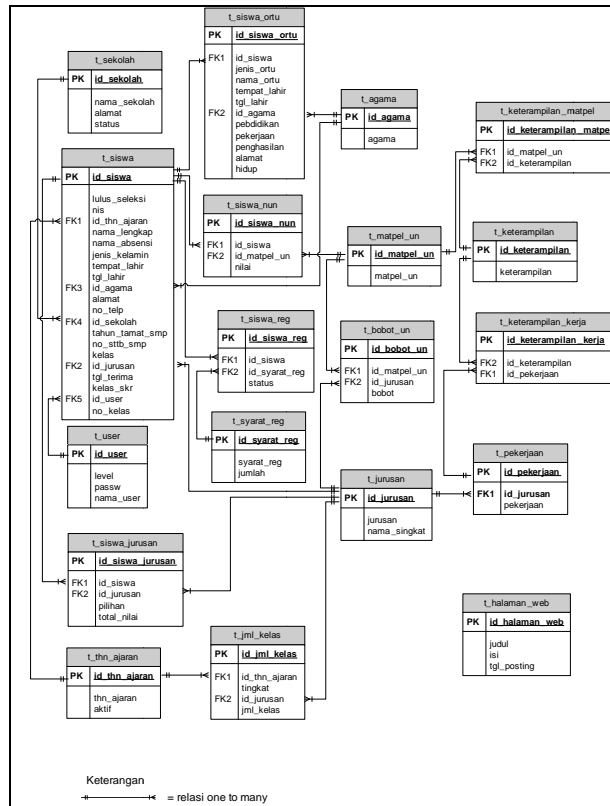 t_siswa_ortu
PK id_siswa_ortu
FK1 id_siswa
jenis_ortu
nama_ortu
tempat_lahir
tgl_lahir
FK2 id_agama
pebdidikan
pekerjaan
penghasilan
alamat
hidup
t_sekolah
PK id_sekolah
nama_sekolah
alamat
status
t_agama
PK id_agama
agama
t_keterampilan_matpel
PK id_keterampilan_matpel
FK1 id_matpel_un
FK2 id_keterampilan
t_siswa
PK id_siswa
lulus_seleksi
nis
FK1 id_thn_ajaran
nama_lengkap
nama_absensi
jenis_kelamin
tempat_lahir
tgl_lahir
FK3 id_agama
alamat
no_telp
FK4 id_sekolah
tahun_tamat_smp
no_sttb_smp
kelas
FK2 id_jurusan
tgl_terima
kelas_skr
FK5 id_user
no_kelas
t_siswa_nun
PK id_siswa_nun
FK1 id_siswa
FK2 id_matpel_un
nilai
t_matpel_un
PK id_matpel_un
matpel_un
t_keterampilan
PK id_keterampilan
keterampilan
t_siswa_reg
PK id_siswa_reg
FK1 id_siswa
FK2 id_syarat_reg
status
t_bobot_un
PK id_bobot_un
FK1 id_matpel_un
FK2 id_jurusan
bobot
t_keterampilan_kerja
PK id_keterampilan_kerja
FK2 id_keterampilan
FK1 id_pekerjaan
t_user
PK id_user
level
passw
nama_user
t_syarat_reg
PK id_syarat_reg
syarat_reg
jumlah
t_jurusan
PK id_jurusan
jurusan
nama_singkat
t_pekerjaan
PK id_pekerjaan
FK1 id_jurusan
pekerjaan
t_siswa_jurusan
PK id_siswa_jurusan
FK1 id_siswa
FK2 id_jurusan
pilihan
total_nilai
t_halaman_web
PK id_halaman_web
judul
isi
tgl_posting
t_thn_ajaran
PK id_thn_ajaran
thn_ajaran
aktif
t_jml_kelas
PK id_jml_kelas
FK1 id_thn_ajaran
tingkat
FK2 id_jurusan
jml_kelas
Keterangan
= relasi one to many